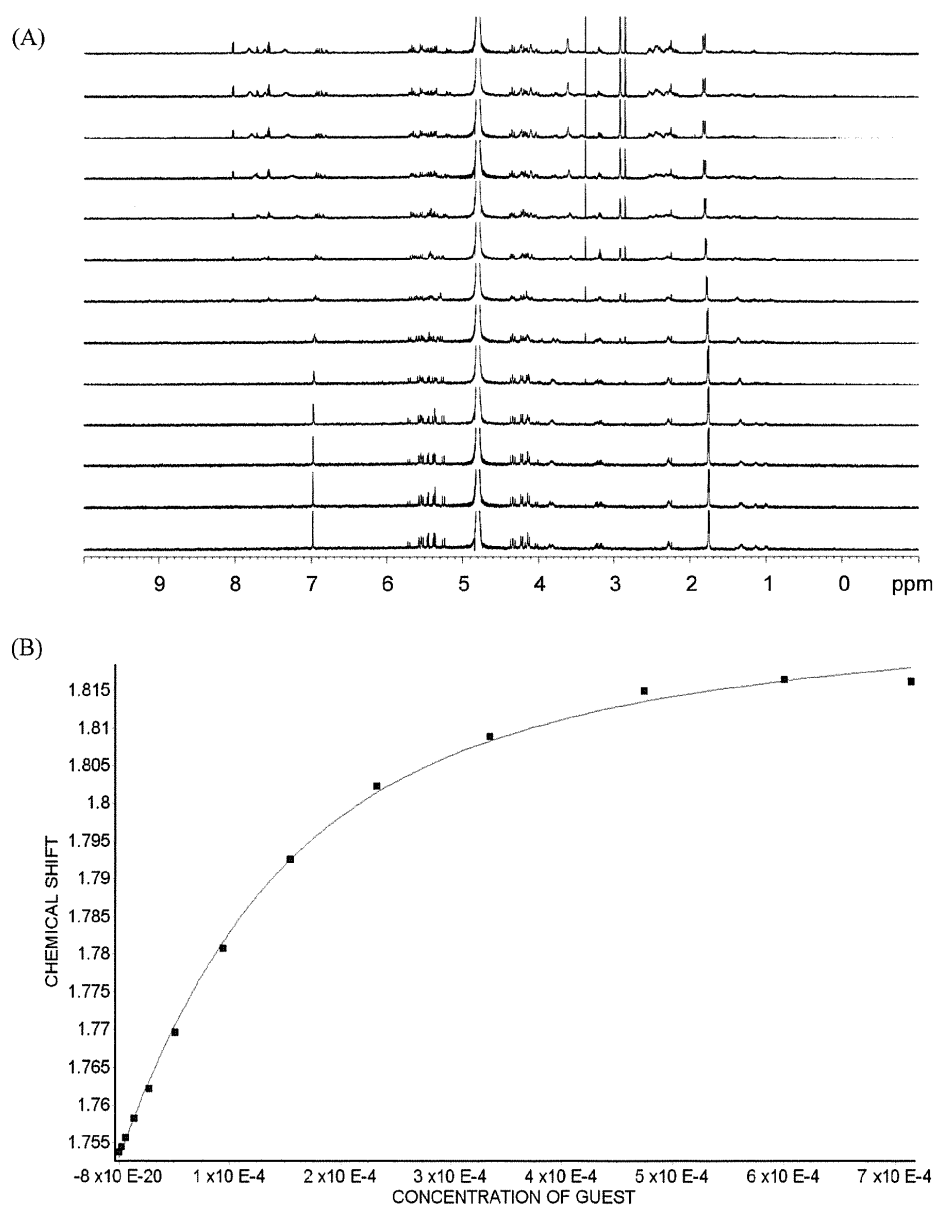 (A)
9 8 7 6 5 4 3 2 1 0 ppm
(B)
CHEMICAL SHIFT
1.815
1.81
1.805
1.8
1.795
1.79
1.785
1.78
1.775
1.77
1.765
1.76
1.755
-8 x10 E-20 1 x10 E-4 2 x10 E-4 3 x10 E-4 4 x10 E-4 5 x10 E-4 6 x10 E-4 7 x10 E-4
CONCENTRATION OF GUEST